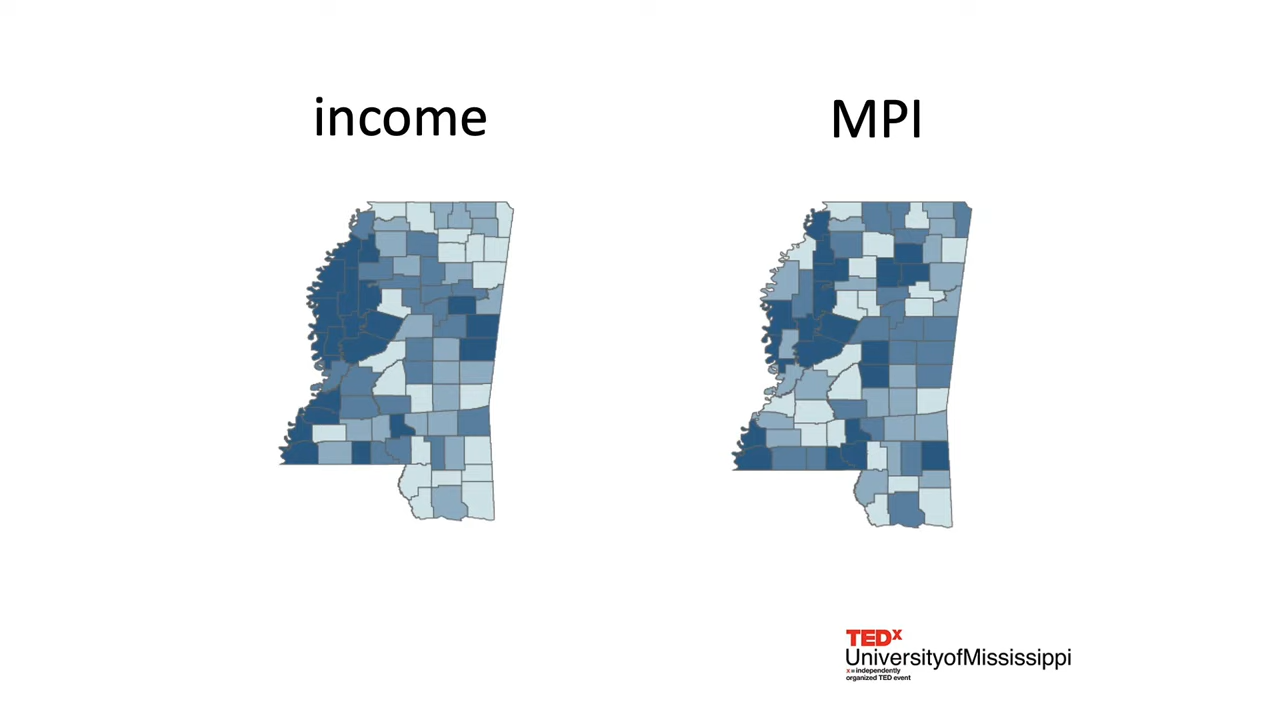 income
MPI
TEDx
UniversityofMississippi
x = independently
organized TED event